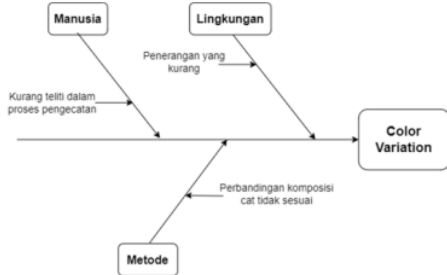 Manusia
Lingkungan
Penerangan yang
kurang
Kurang teliti dalam
proses pengecatan
Color
Variation
Perbandingan komposisi
cat tidak sesuai
Metode